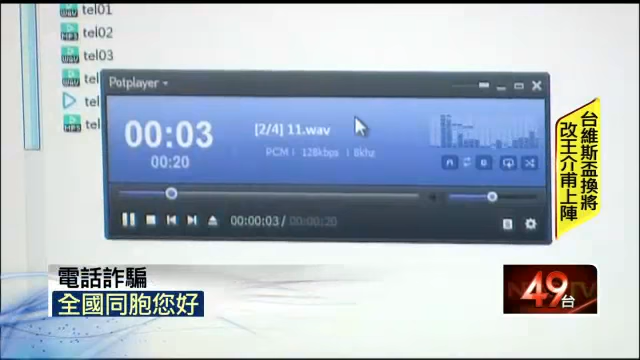 tel01
tel02
tel03
tel
te
tel
Potplayer
00:03
00:20
[2/4] 11.wav
PCM | 128kbps | 8khz
00:00:03 / 00:00:20
台維斯盃換將
改王介甫上陣
電話詐騙
全國同胞您好
49台